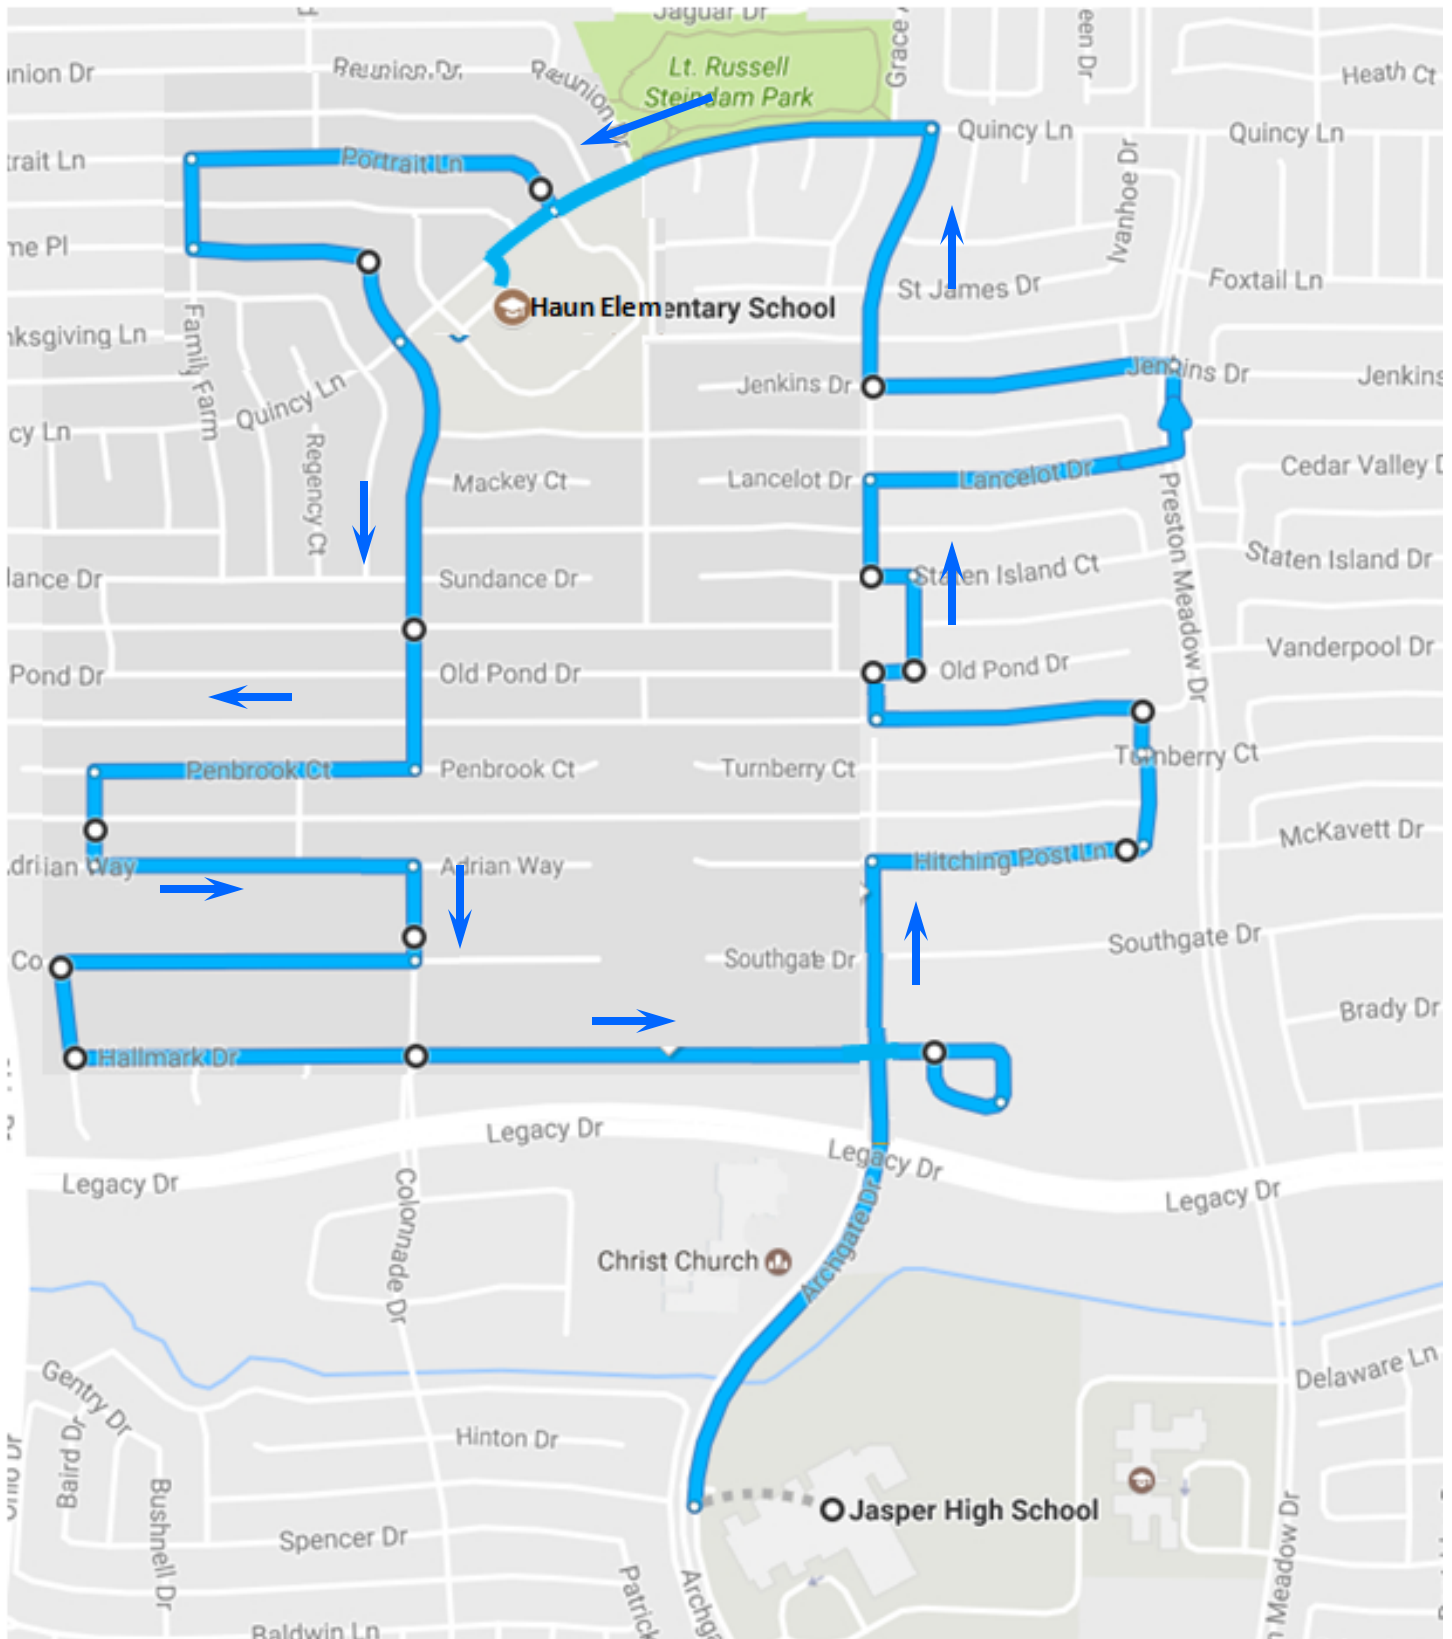 Jaguar Dr
Grace
Reunion Dr
Reunion Dr
Lt. Russell
Steindam Park
Heath Ct
Quincy Ln
Quincy Ln
Portrait Ln
Ivanhoe Dr
St James Dr
Foxtail Ln
Haun Elementary School
Family Farm
Quincy Ln
Regency Ct
Jenkins Dr
Jenkins Dr
Jenkins
Mackey Ct
Lancelot Dr
Lancelot Dr
Cedar Valley D
Preston Meadow Dr
Sundance Dr
Staten Island Ct
Staten Island Dr
Pond Dr
Old Pond Dr
Old Pond Dr
Vanderpool Dr
Penbrook Ct
Penbrook Ct
Turnberry Ct
Turnberry Ct
McKavett Dr
Adrian Way
Hitching Post Ln
Co
Southgate Dr
Southgate Dr
Brady Dr
Hallmark Dr
Legacy Dr
Legacy Dr
Legacy Dr
Legacy Dr
Colonnade Dr
Archgate Dr
Christ Church
Gentry Dr
Baird Dr
Bushnell Dr
Hinton Dr
Spencer Dr
Delaware Ln
Jasper High School
Patrick
Archga
n Meadow Dr
Baldwin Ln